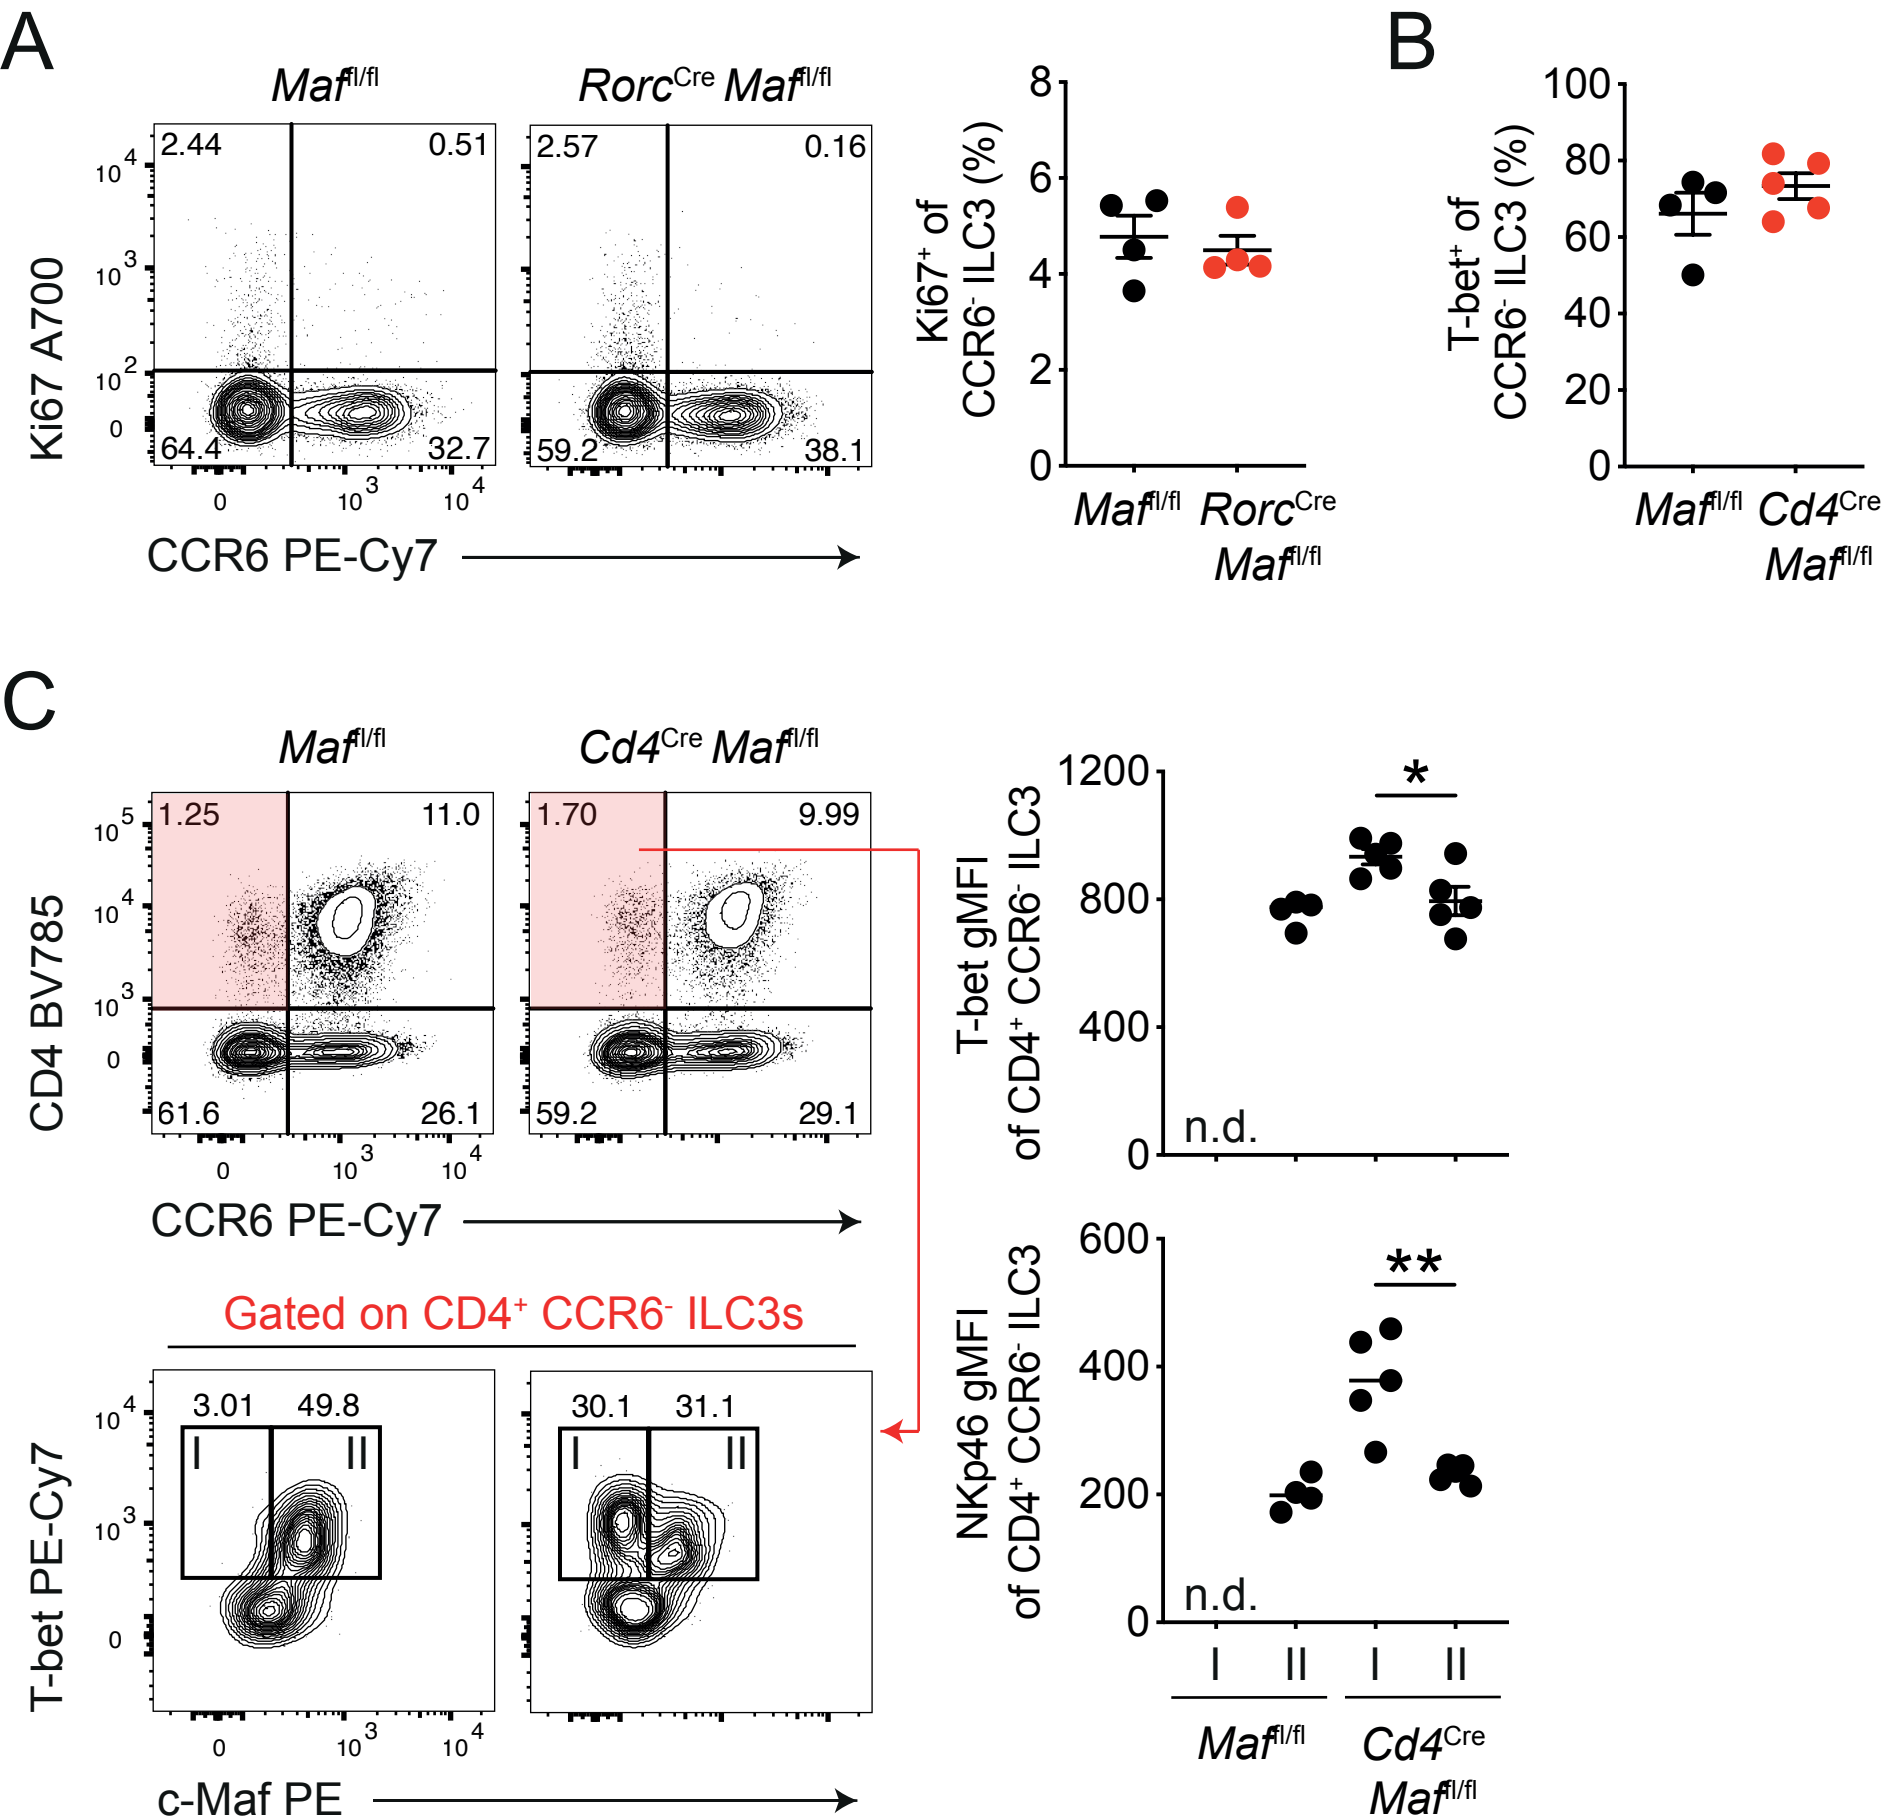 A
Maf fl/fl
Rorc Cre Maf fl/fl
2.44
0.51
64.4
32.7
2.57
0.16
59.2
38.1
10 4
10 3
10 2
0
Ki67 A700
0
10 3
10 4
CCR6 PE-Cy7
Ki67+ of
CCR6- ILC3 (%)
8
6
4
2
0
Maf fl/fl
Rorc Cre
Maf fl/fl
B
T-bet+ of
CCR6- ILC3 (%)
100
80
60
40
20
0
Maf fl/fl
Cd4 Cre
Maf fl/fl
C
Maf fl/fl
Cd4 Cre Maf fl/fl
1.25
11.0
61.6
26.1
1.70
9.99
59.2
29.1
10 5
10 4
10 3
0
CD4 BV785
0
10 3
10 4
CCR6 PE-Cy7
Gated on CD4+ CCR6- ILC3s
3.01
49.8
I
II
30.1
31.1
I
II
10 4
10 3
0
T-bet PE-Cy7
0
10 3
10 4
c-Maf PE
T-bet gMFI
of CD4+ CCR6- ILC3
1200
800
400
0
*
n.d.
NKp46 gMFI
of CD4+ CCR6- ILC3
600
400
200
0
**
n.d.
I
II
I
II
Maf fl/fl
Cd4 Cre
Maf fl/fl